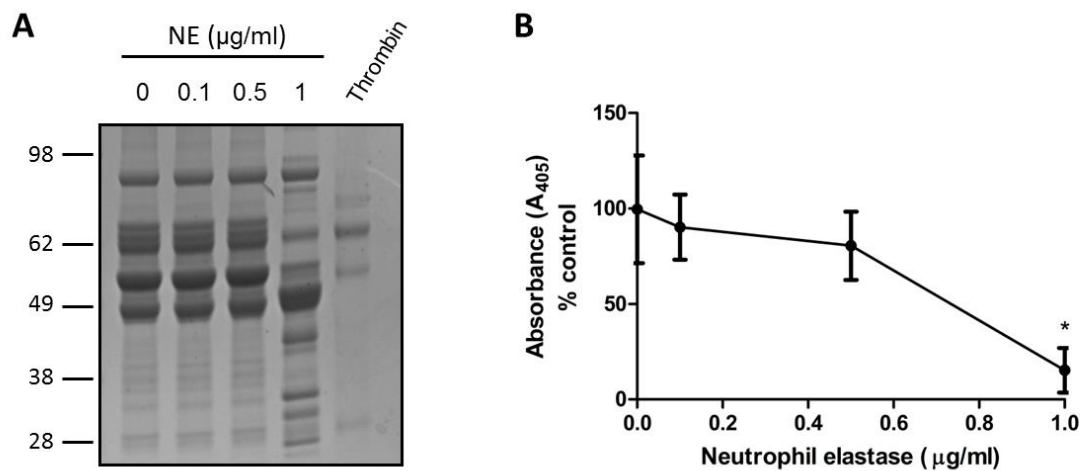 A
NE (µg/ml)
0 0.1 0.5 1 Thrombin
98
62
49
38
28
B
Absorbance (A405)
% control
150
100
50
0
*
0.0 0.2 0.4 0.6 0.8 1.0
Neutrophil elastase (µg/ml)